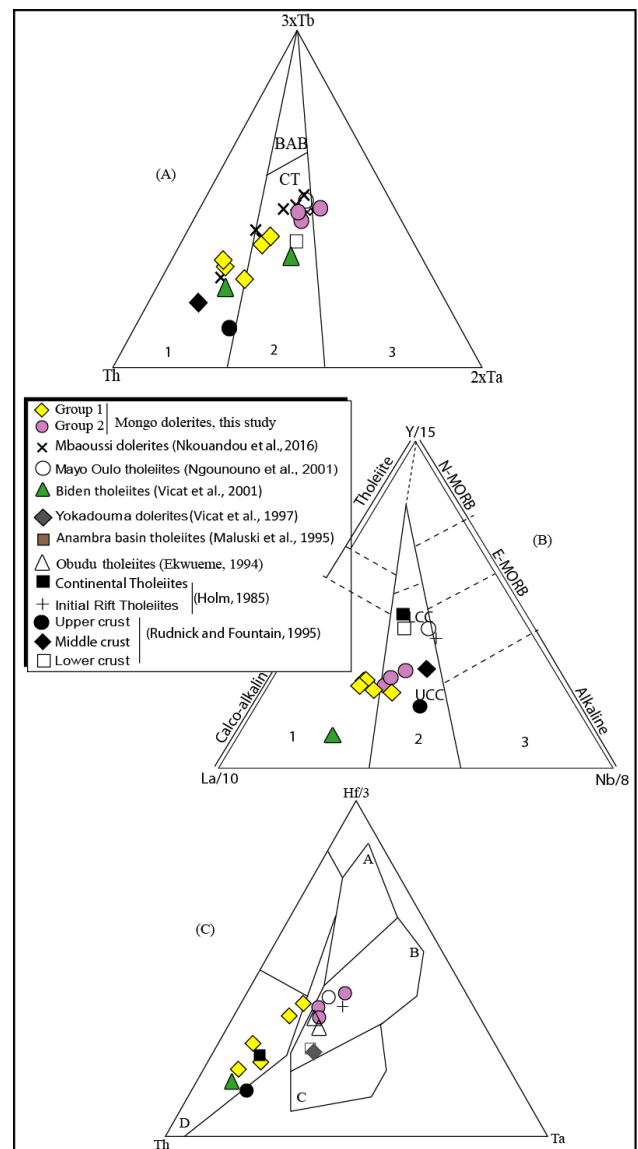 3xTb
BAB
(A)
CT
1
2
3
Th
2xTa
Group 1
Group 2
Mongo dolerites, this study
Mbaoussi dolerites (Nkouandou et al., 2016)
Mayo Oulo tholeiites (Ngounouno et al., 2001)
Biden tholeiites (Vicat et al., 2001)
Yokadouma dolerites (Vicat et al., 1997)
Anambra basin tholeiites (Maluski et al., 1995)
Obudu tholeiites (Ekwueme, 1994)
Continental Tholeiites
Initial Rift Tholeiites
(Holm, 1985)
Upper crust
Middle crust
Lower crust
(Rudnick and Fountain, 1995)
Y/15
Tholeiite
N-MORB
(B)
E-MORB
LCC
Calco-alkalin
UCC
Alkaline
1
2
3
La/10
Nb/8
Hf/3
A
(C)
B
C
D
Th
Ta